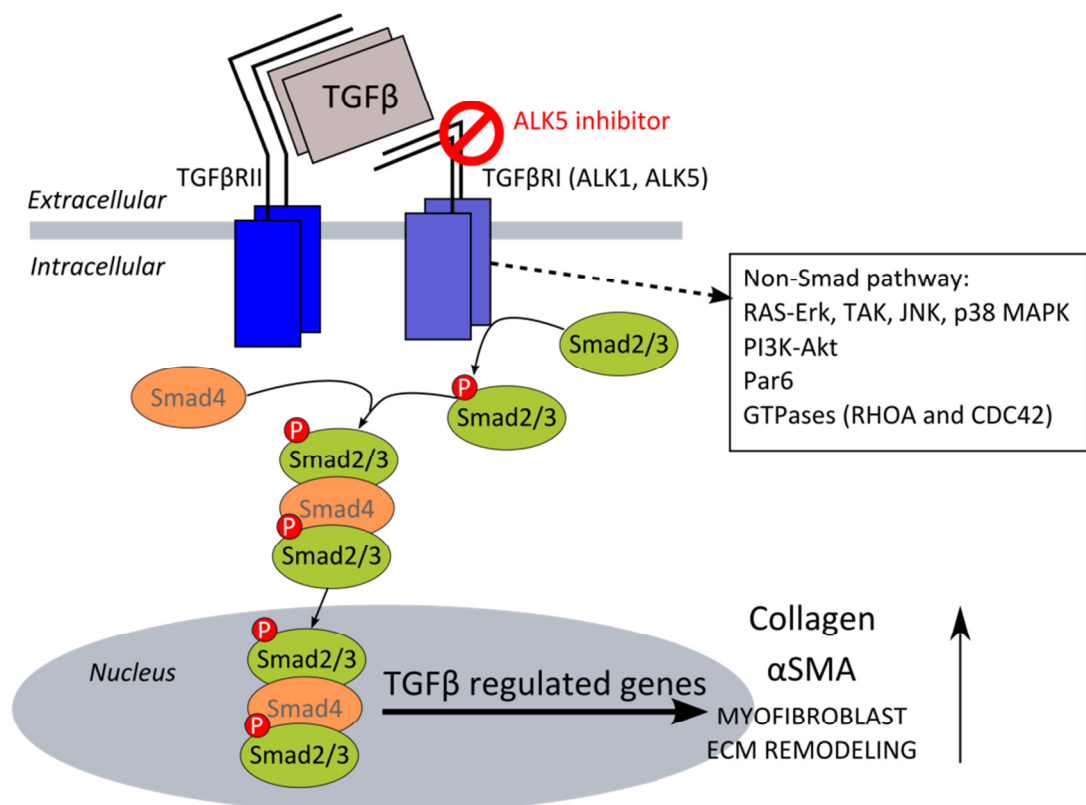 TGFβ
ALK5 inhibitor
TGFβRII
TGFβRI (ALK1, ALK5)
Extracellular
Intracellular
Non-Smad pathway:
RAS-Erk, TAK, JNK, p38 MAPK
PI3K-Akt
Par6
GTPases (RHOA and CDC42)
Smad2/3
Smad4
P
Smad2/3
P
Smad2/3
Smad4
P
Smad2/3
Nucleus
P
Smad2/3
Smad4
P
Smad2/3
TGFβ regulated genes
Collagen
αSMA
MYOFIBROBLAST
ECM REMODELING